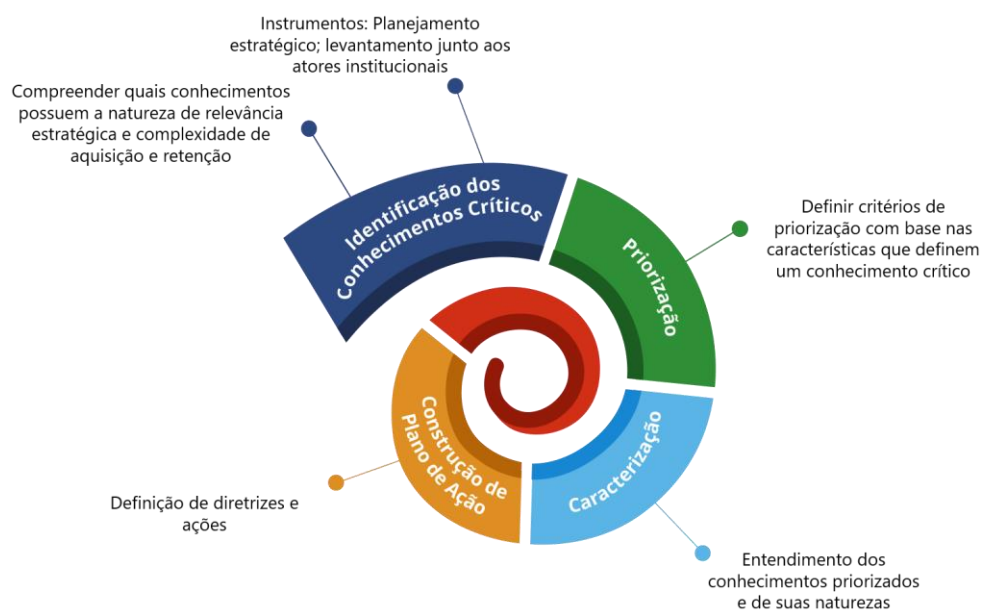 Instrumentos: Planejamento
estratégico; levantamento junto aos
atores institucionais
Compreender quais conhecimentos
possuem a natureza de relevância
estratégica e complexidade de
aquisição e retenção
Identificação dos
Conhecimentos Críticos
Priorização
Definir critérios de
priorização com base nas
características que definem
um conhecimento crítico
Caracterização
Entendimento dos
conhecimentos priorizados
e de suas naturezas
Construção de
Plano de Ação
Definição de diretrizes e
ações